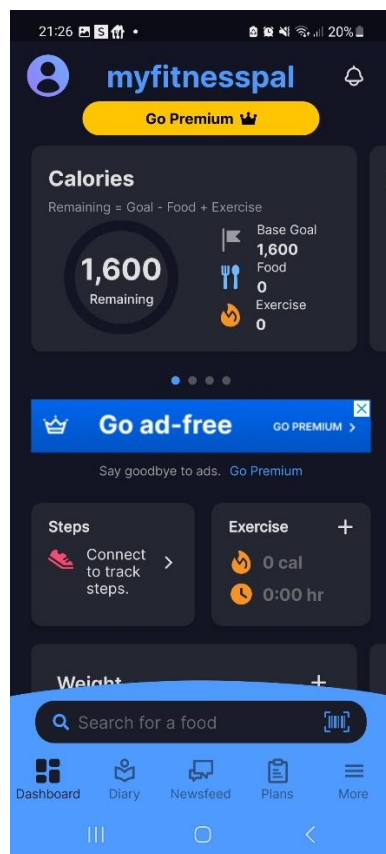 21:26 S • 20%
myfitnesspal
Go Premium
Calories
Remaining = Goal - Food + Exercise
Base Goal
1,600
Food
0
Exercise
0
1,600
Remaining
Go ad-free GO PREMIUM >
Say goodbye to ads. Go Premium
Steps
Connect
to track
steps.
Exercise +
0 cal
0:00 hr
Weight +
Search for a food
Dashboard Diary Newsfeed Plans More